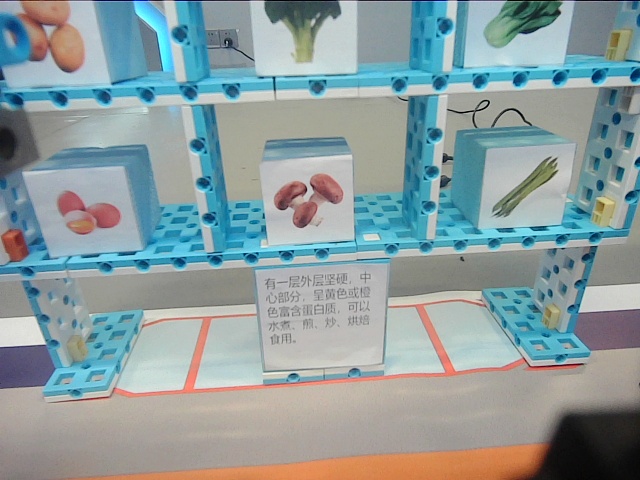 有一层外层坚硬，中
心部分，呈黄色或橙
色富含蛋白质，可以
水煮、煎、炒、烘焙
食用。